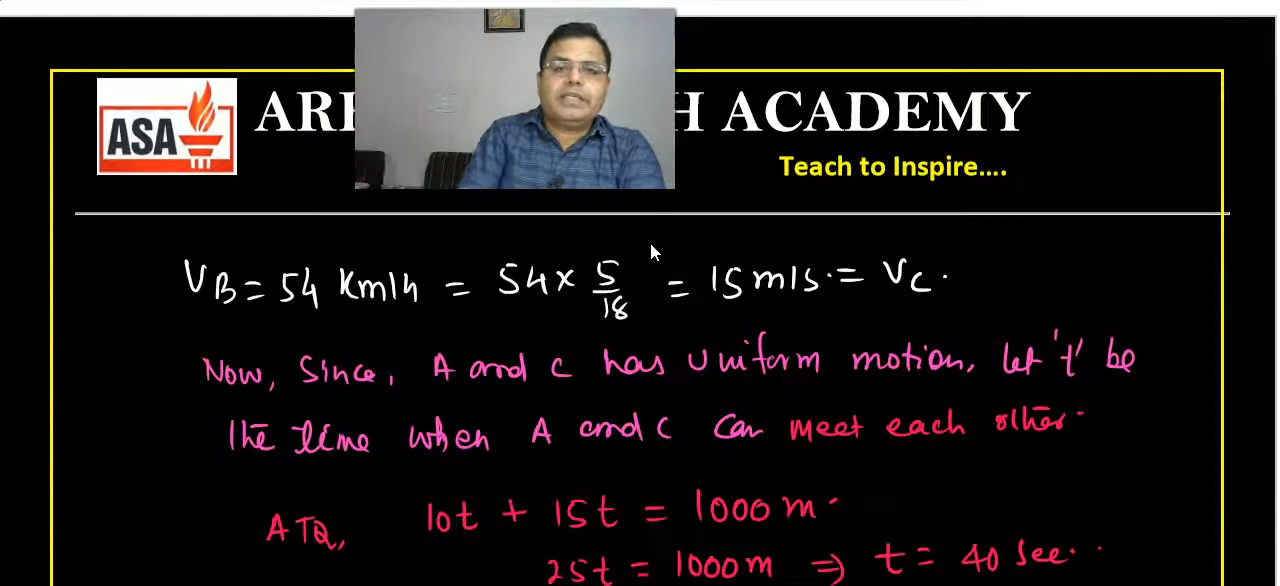 ASA
ACADEMY
Teach to Inspire....
VB = 54 Km/h = 54 × 5/18 = 15 m/s. = VC.
Now, Since, A and C has Uniform motion, let 't' be
the time when A and C can meet each other.
ATQ, 10t + 15t = 1000 m.
25t = 1000 m ⇒ t = 40 sec.